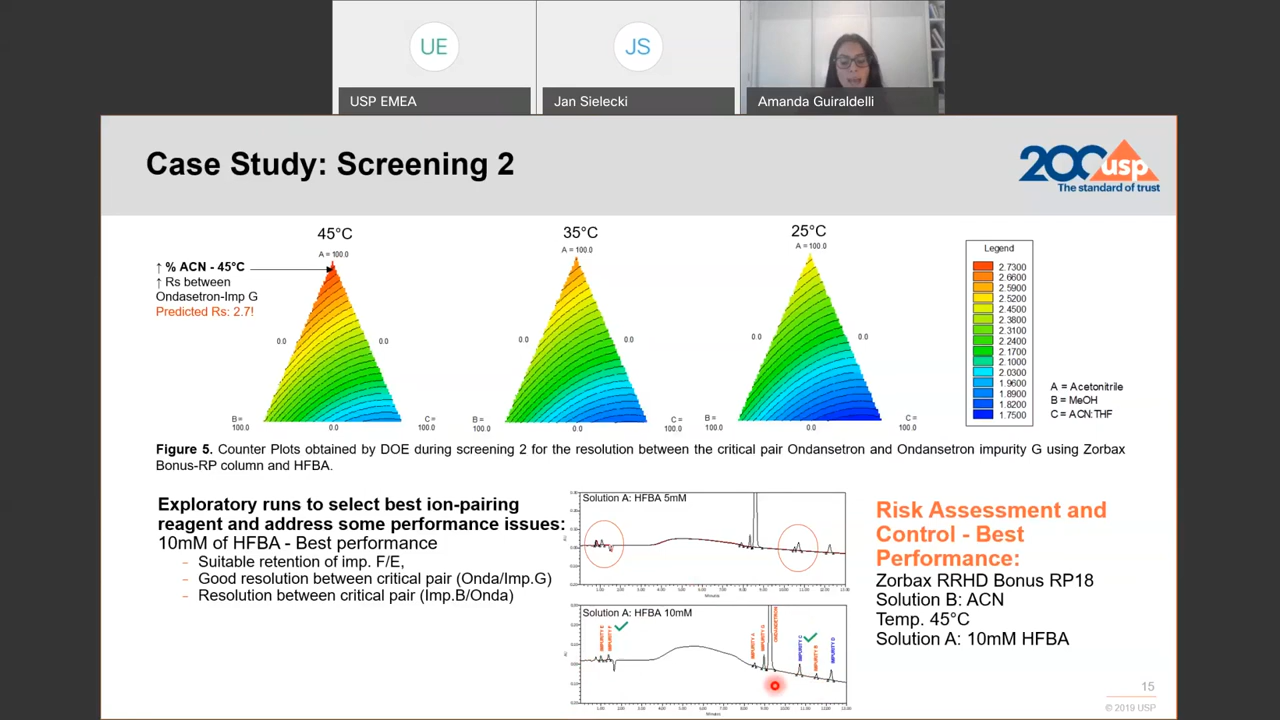 UE
JS
USP EMEA
Jan Sielecki
Amanda Guiraldelli
Case Study: Screening 2
200 usp
The standard of trust
45°C
35°C
25°C
A = 100.0
A = 100.0
A = 100.0
↑ % ACN - 45°C
↑ Rs between
Ondasetron-Imp G
Predicted Rs: 2.7!
0.0
0.0
0.0
0.0
0.0
0.0
B =
100.0
0.0
C =
100.0
B =
100.0
0.0
C =
100.0
B =
100.0
0.0
C =
100.0
Legend
2.7300
2.6600
2.5900
2.5200
2.4500
2.3800
2.3100
2.2400
2.1700
2.1000
2.0300
1.9600
1.8900
1.8200
1.7500
A = Acetonitrile
B = MeOH
C = ACN:THF
Figure 5. Counter Plots obtained by DOE during screening 2 for the resolution between the critical pair Ondansetron and Ondansetron impurity G using Zorbax
Bonus-RP column and HFBA.
Exploratory runs to select best ion-pairing
reagent and address some performance issues:
10mM of HFBA - Best performance
- Suitable retention of imp. F/E,
- Good resolution between critical pair (Onda/Imp.G)
- Resolution between critical pair (Imp.B/Onda)
Solution A: HFBA 5mM
Minutes
Solution A: HFBA 10mM
IMPURITY E
IMPURITY F
IMPURITY A
IMPURITY G
ONDANSETRON
IMPURITY C
IMPURITY B
IMPURITY D
Minutes
Risk Assessment and
Control - Best
Performance:
Zorbax RRHD Bonus RP18
Solution B: ACN
Temp. 45°C
Solution A: 10mM HFBA
15
© 2019 USP